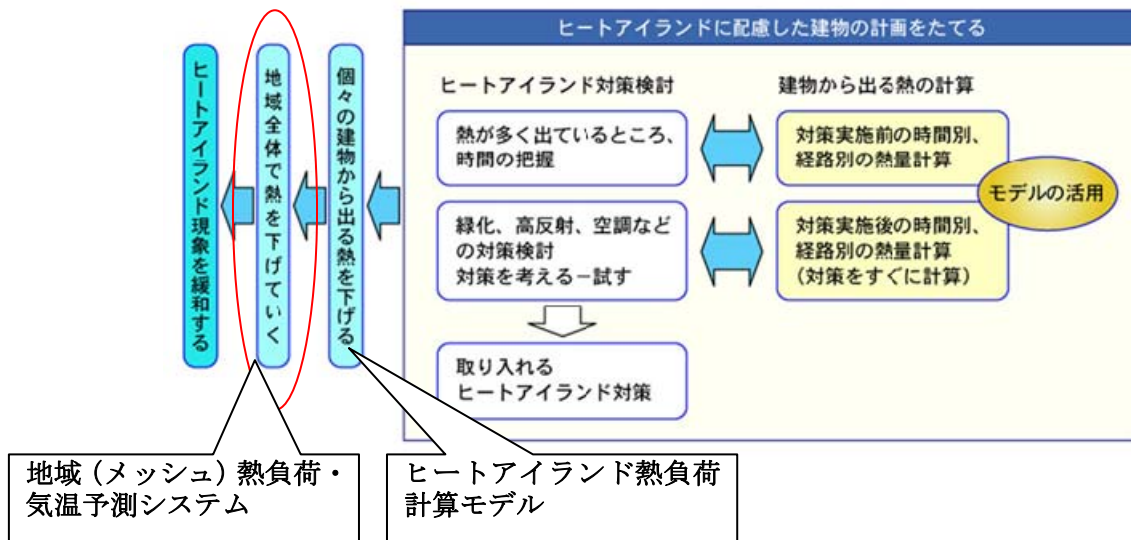 ヒートアイランドに配慮した建物の計画をたてる
ヒートアイランド対策検討
建物から出る熱の計算
熱が多く出ているところ、
時間の把握
対策実施前の時間別、
経路別の熱量計算
モデルの活用
緑化、高反射、空調など
の対策検討
対策を考える－試す
対策実施後の時間別、
経路別の熱量計算
（対策をすぐに計算）
取り入れる
ヒートアイランド対策
個々の建物から出る熱を下げる
地域全体で熱を下げていく
ヒートアイランド現象を緩和する
地域（メッシュ）熱負荷・
気温予測システム
ヒートアイランド熱負荷
計算モデル